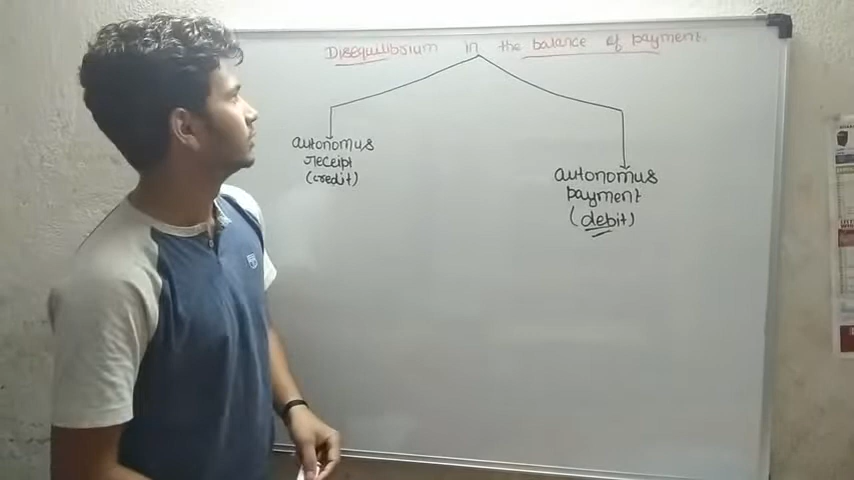 Disequilibrium in the balance of payment.
autonomus
receipt
(credit)
autonomus
payment
(debit)